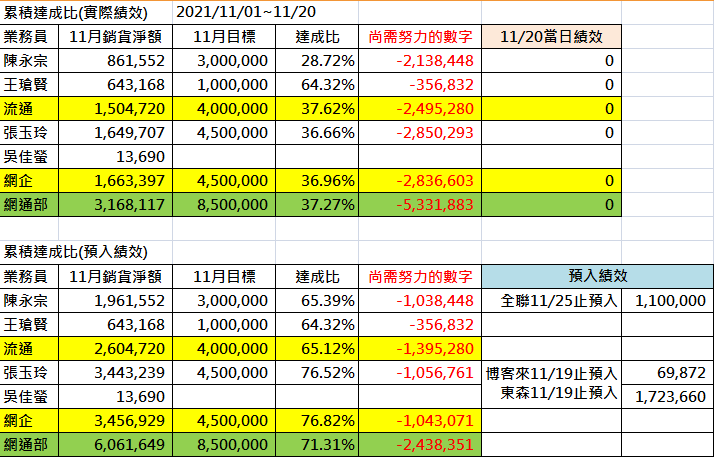 累積達成比(實際績效) 2021/11/01~11/20
業務員 11月銷貨淨額 11月目標 達成比 尚需努力的數字 11/20當日績效
陳永宗 861,552 3,000,000 28.72% -2,138,448 0
王瑲賢 643,168 1,000,000 64.32% -356,832 0
流通 1,504,720 4,000,000 37.62% -2,495,280 0
張玉玲 1,649,707 4,500,000 36.66% -2,850,293 0
吳佳螢 13,690
網企 1,663,397 4,500,000 36.96% -2,836,603 0
網通部 3,168,117 8,500,000 37.27% -5,331,883 0
累積達成比(預入績效)
業務員 11月銷貨淨額 11月目標 達成比 尚需努力的數字 預入績效
陳永宗 1,961,552 3,000,000 65.39% -1,038,448 全聯11/25止預入 1,100,000
王瑲賢 643,168 1,000,000 64.32% -356,832
流通 2,604,720 4,000,000 65.12% -1,395,280
張玉玲 3,443,239 4,500,000 76.52% -1,056,761 博客來11/19止預入 69,872
吳佳螢 13,690 東森11/19止預入 1,723,660
網企 3,456,929 4,500,000 76.82% -1,043,071
網通部 6,061,649 8,500,000 71.31% -2,438,351